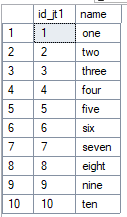 id_jt1 name
1 1 one
2 2 two
3 3 three
4 4 four
5 5 five
6 6 six
7 7 seven
8 8 eight
9 9 nine
10 10 ten